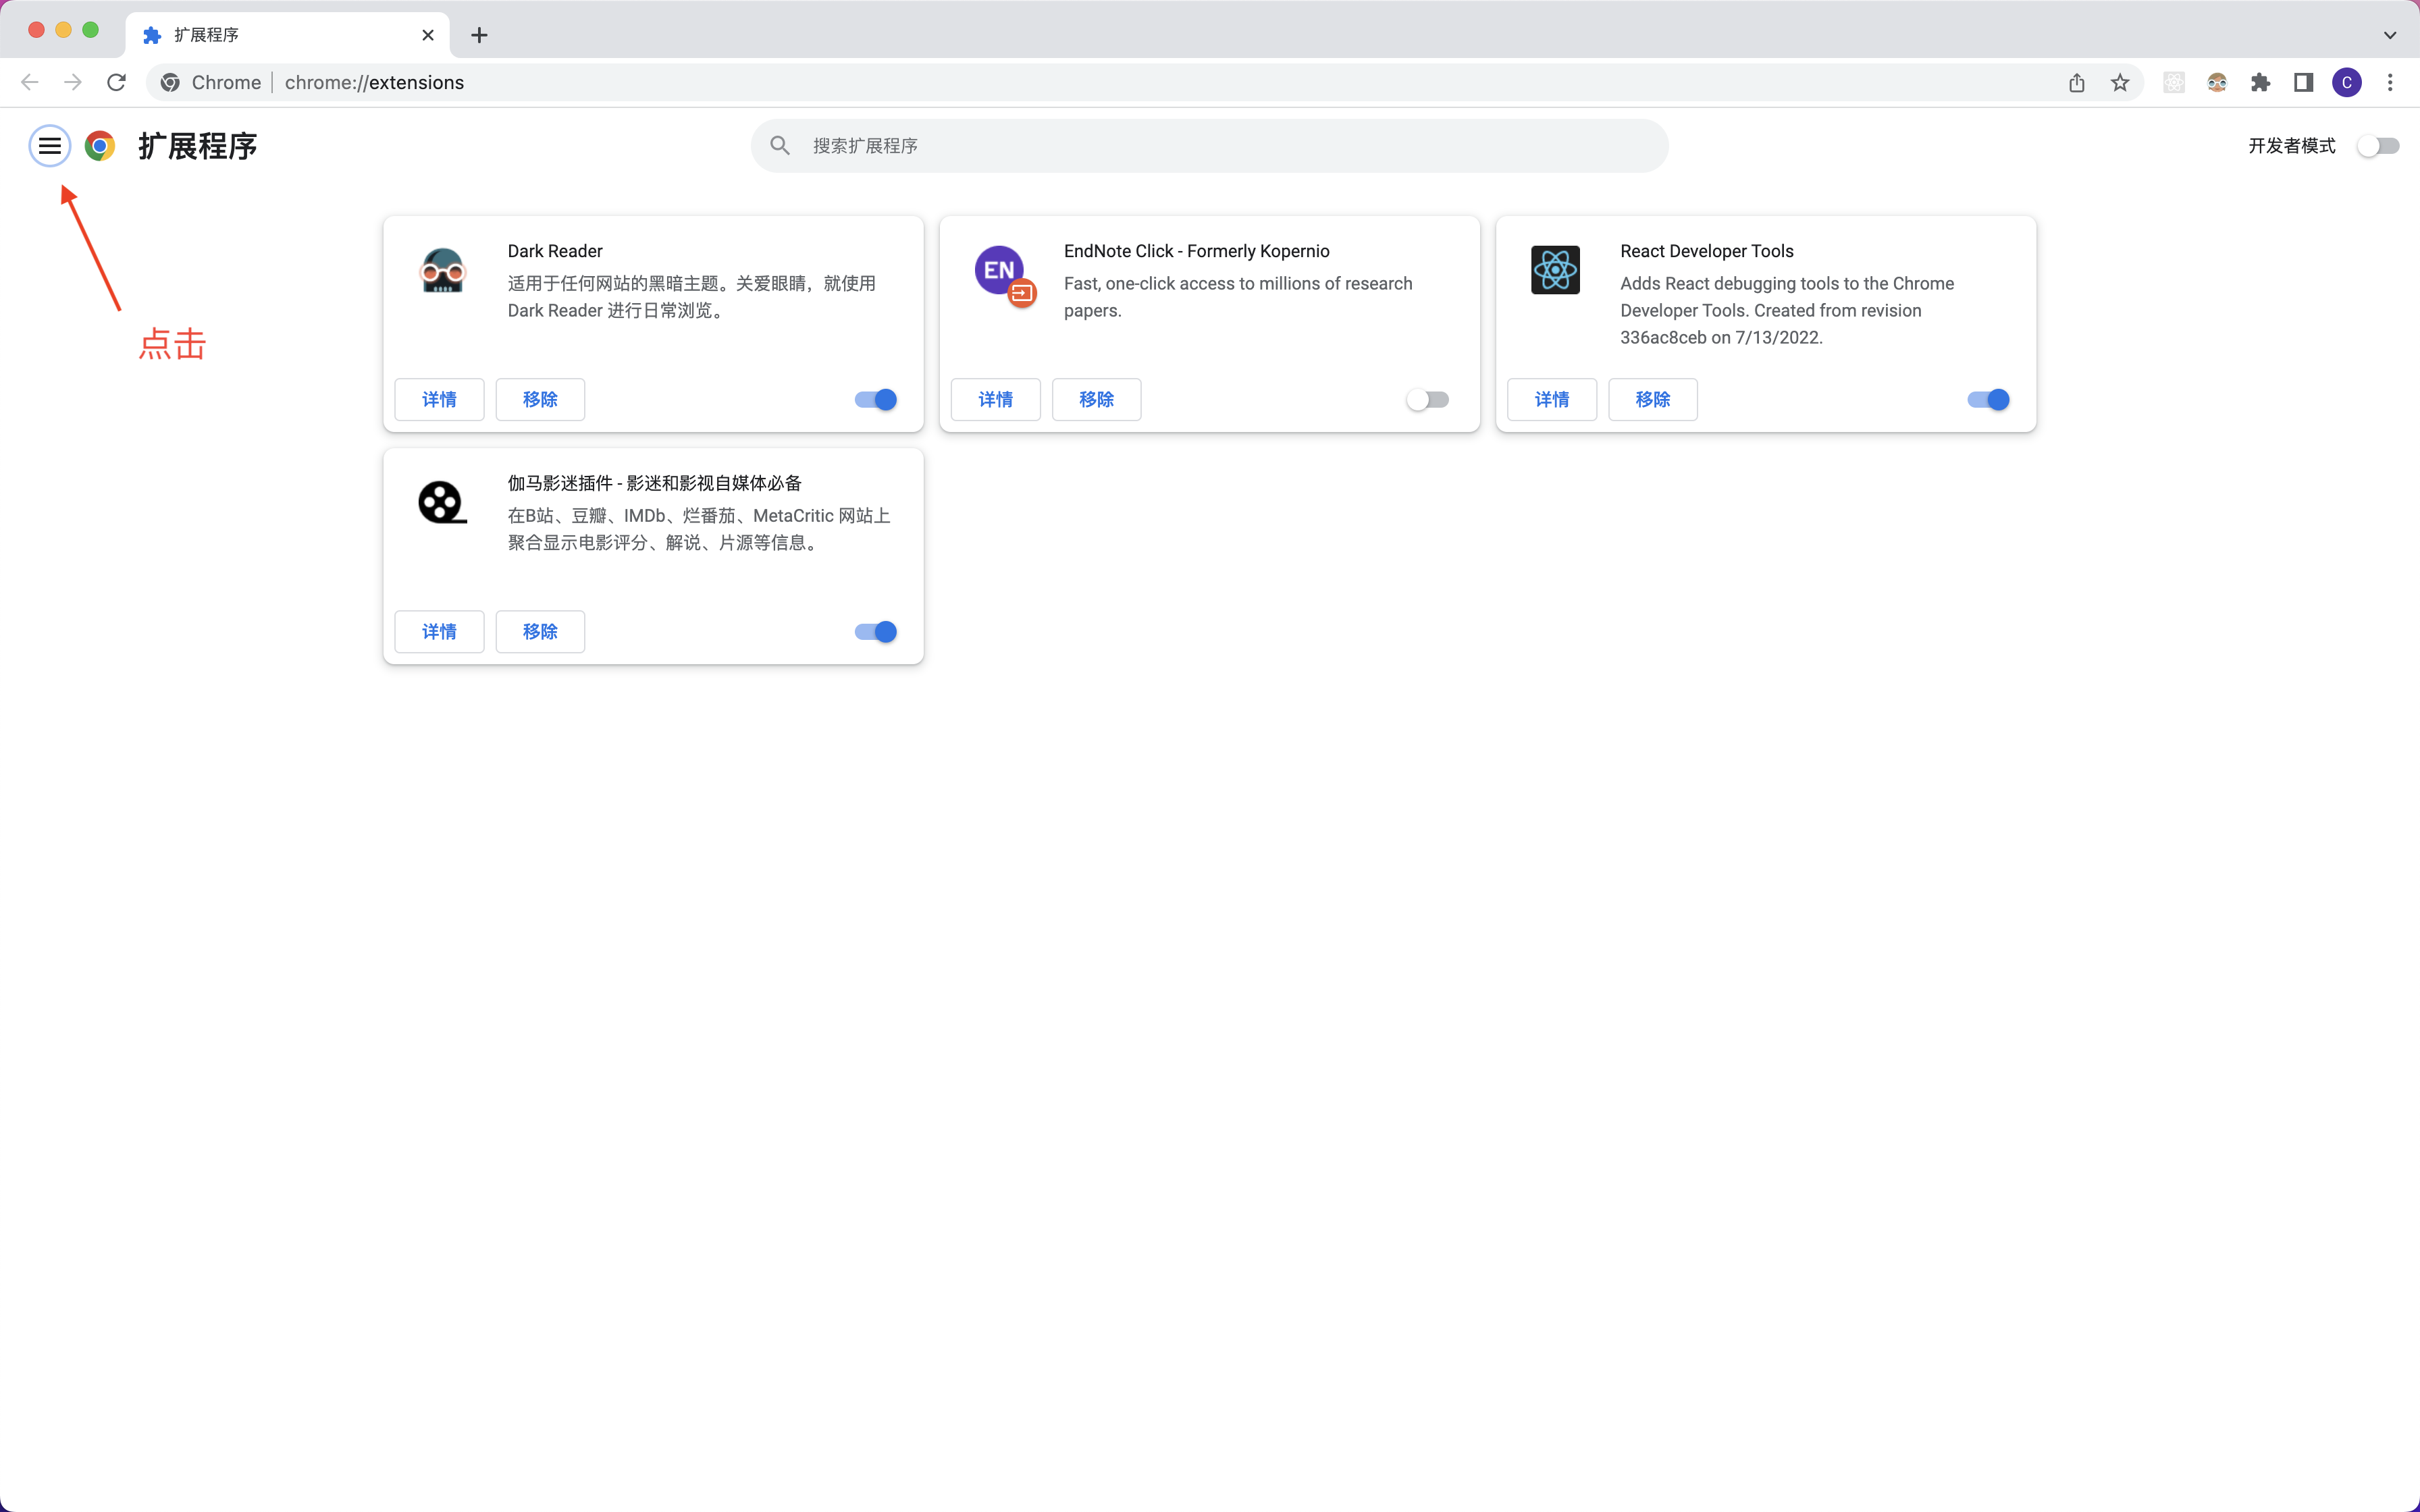 扩展程序
Chrome
chrome://extensions
C
扩展程序
搜索扩展程序
开发者模式
点击
Dark Reader
适用于任何网站的黑暗主题。关爱眼睛，就使用
Dark Reader 进行日常浏览。
详情
移除
EN
EndNote Click - Formerly Kopernio
Fast, one-click access to millions of research
papers.
详情
移除
React Developer Tools
Adds React debugging tools to the Chrome
Developer Tools. Created from revision
336ac8ceb on 7/13/2022.
详情
移除
伽马影迷插件 - 影迷和影视自媒体必备
在B站、豆瓣、IMDb、烂番茄、MetaCritic 网站上
聚合显示电影评分、解说、片源等信息。
详情
移除